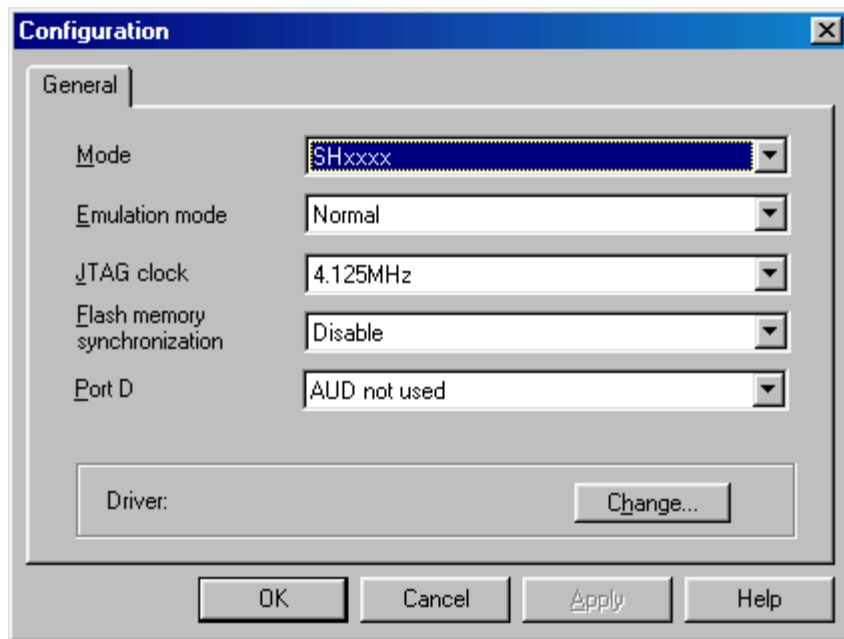 Configuration
General
Mode SHxxxx
Emulation mode Normal
JTAG clock 4.125MHz
Flash memory
synchronization Disable
Port D AUD not used
Driver: Change...
OK Cancel Apply Help